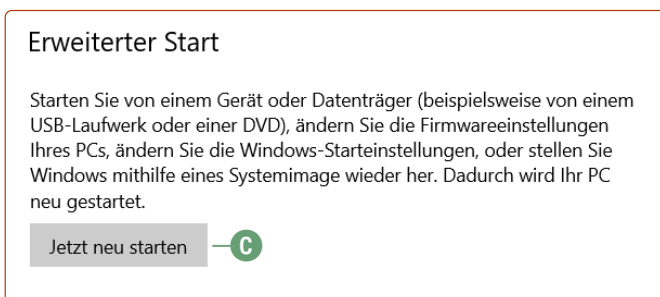 Erweiterter Start
Starten Sie von einem Gerät oder Datenträger (beispielsweise von einem
USB-Laufwerk oder einer DVD), ändern Sie die Firmwareeinstellungen
Ihres PCs, ändern Sie die Windows-Starteinstellungen, oder stellen Sie
Windows mithilfe eines Systemimage wieder her. Dadurch wird Ihr PC
neu gestartet.
Jetzt neu starten C